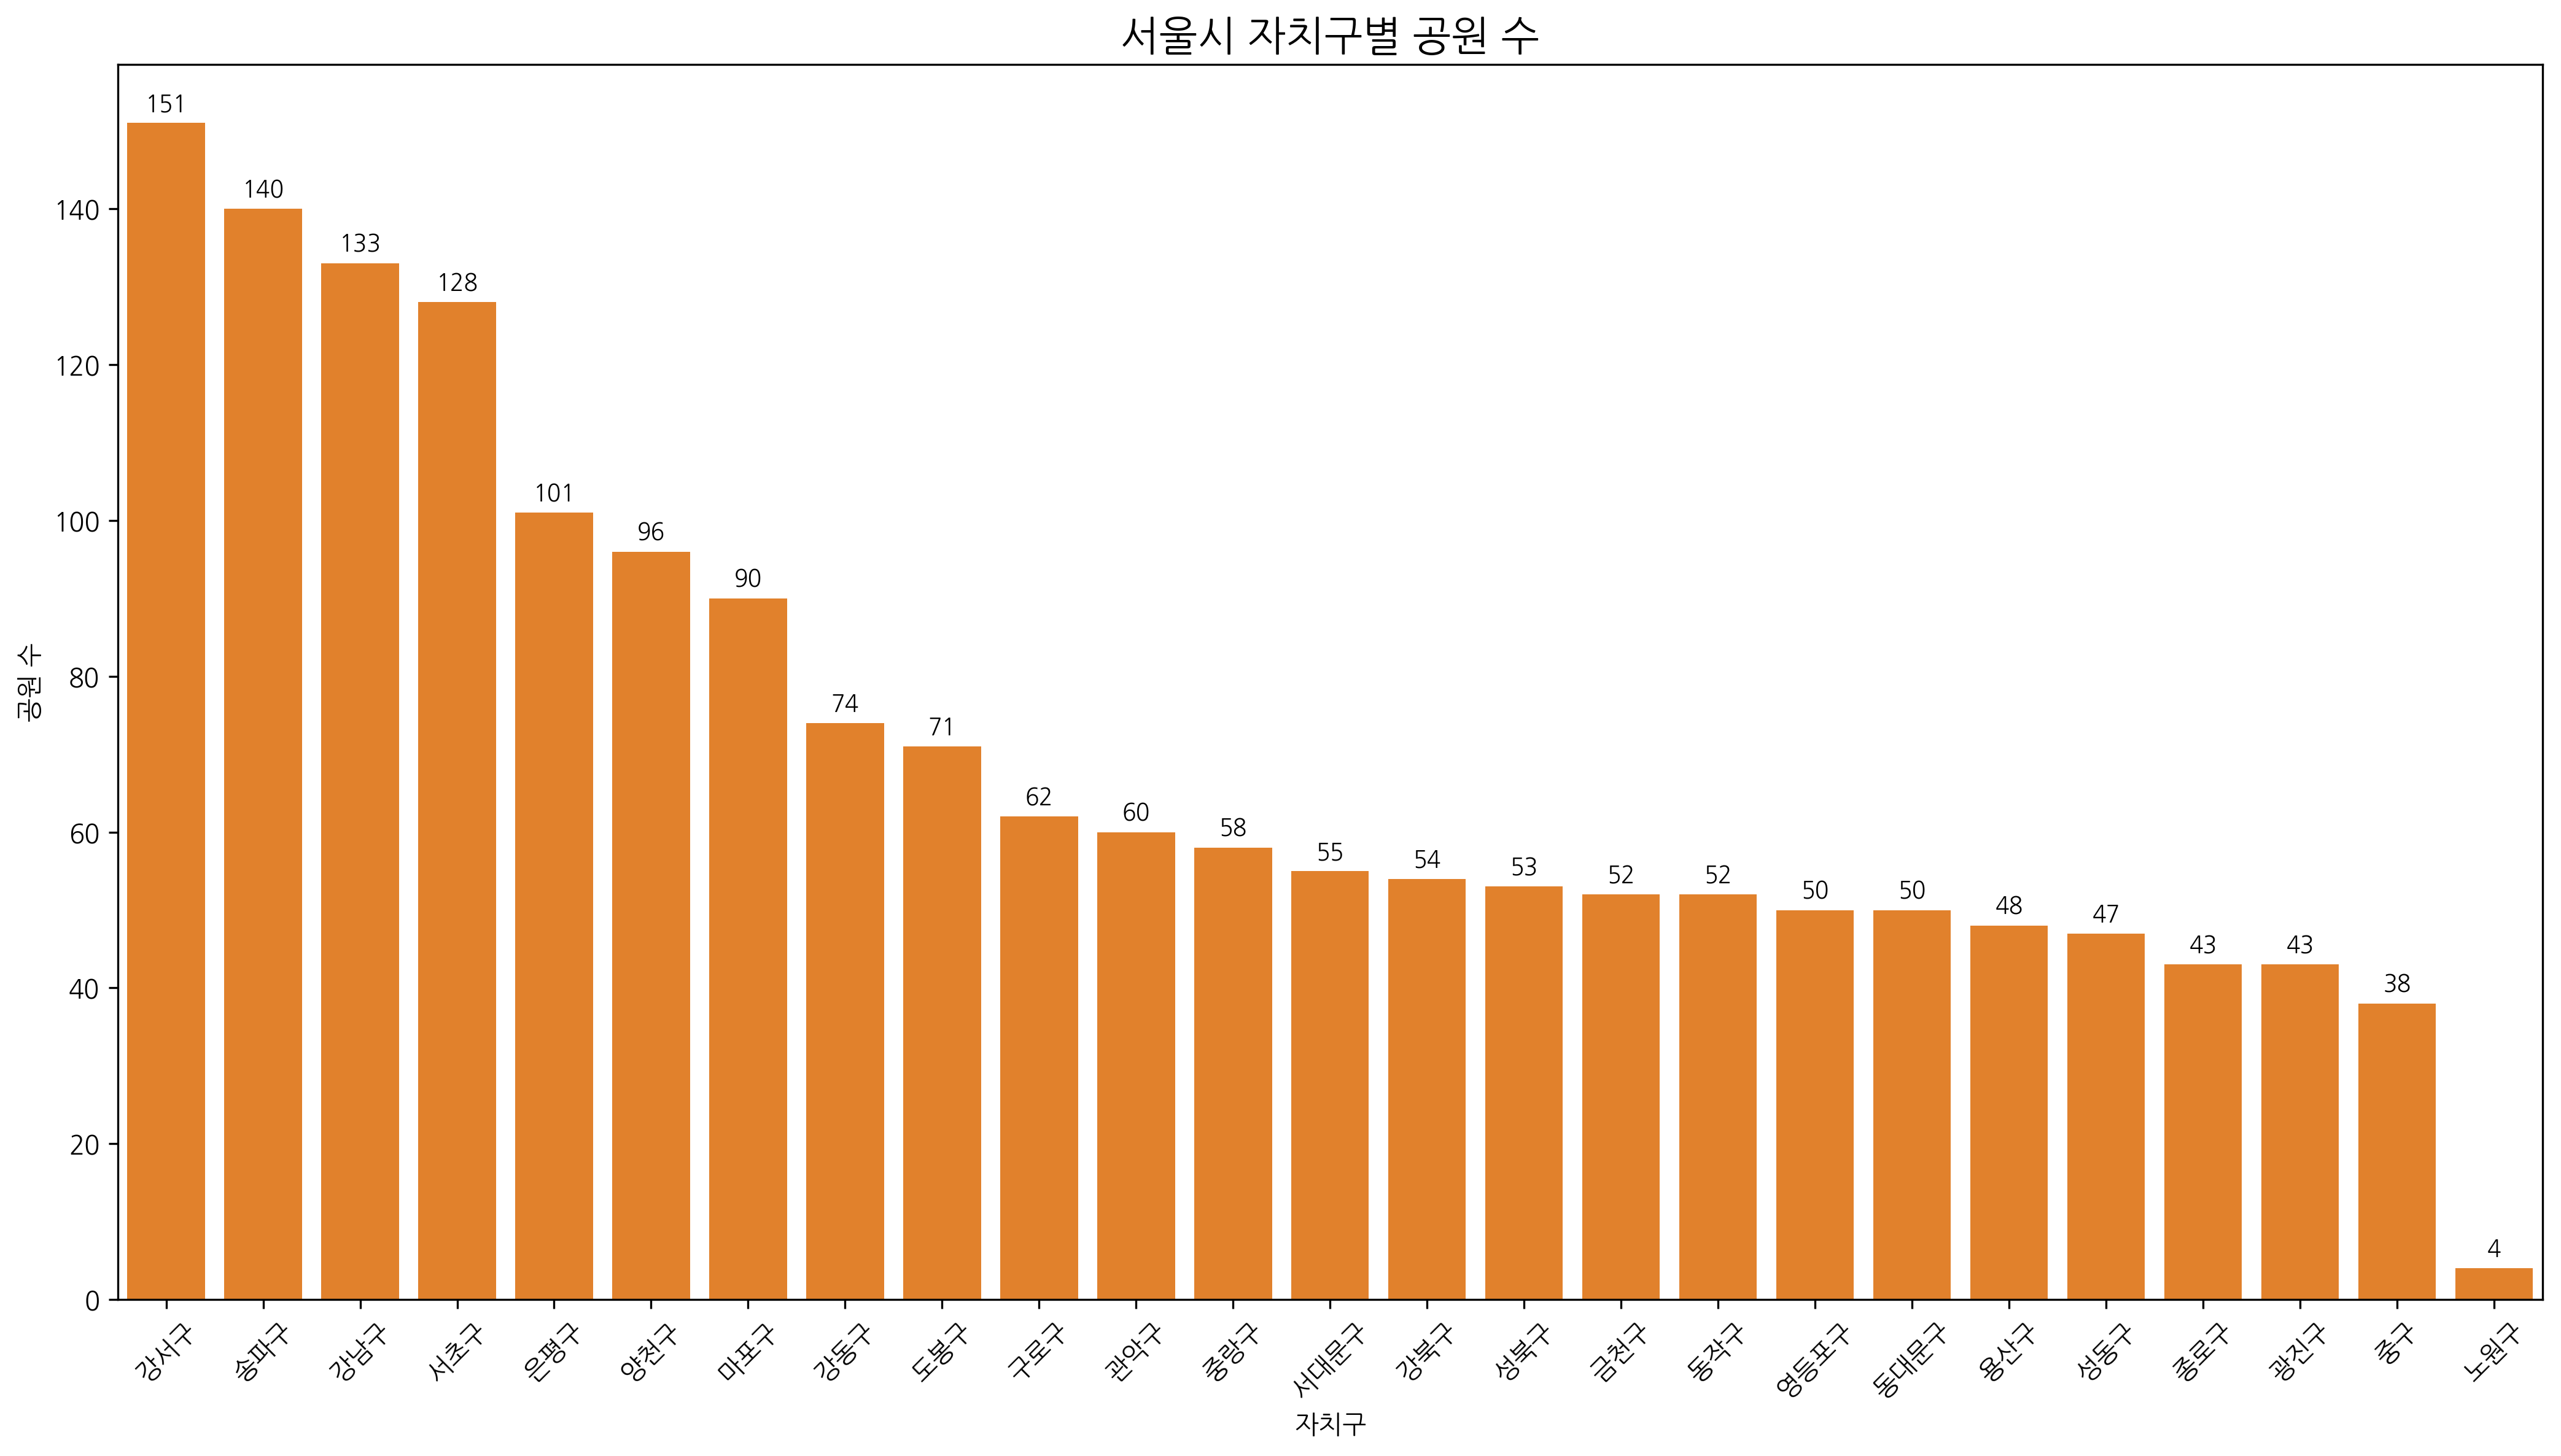 서울시 자치구별 공원 수
151
140
133
128
101
96
90
74
71
62
60
58
55
54
53
52
52
50
50
48
47
43
43
38
4
공원 수
140
120
100
80
60
40
20
0
강서구
송파구
강남구
서초구
은평구
양천구
마포구
강동구
도봉구
구로구
관악구
중랑구
서대문구
강북구
성북구
금천구
동작구
영등포구
동대문구
용산구
성동구
종로구
광진구
중구
노원구
자치구